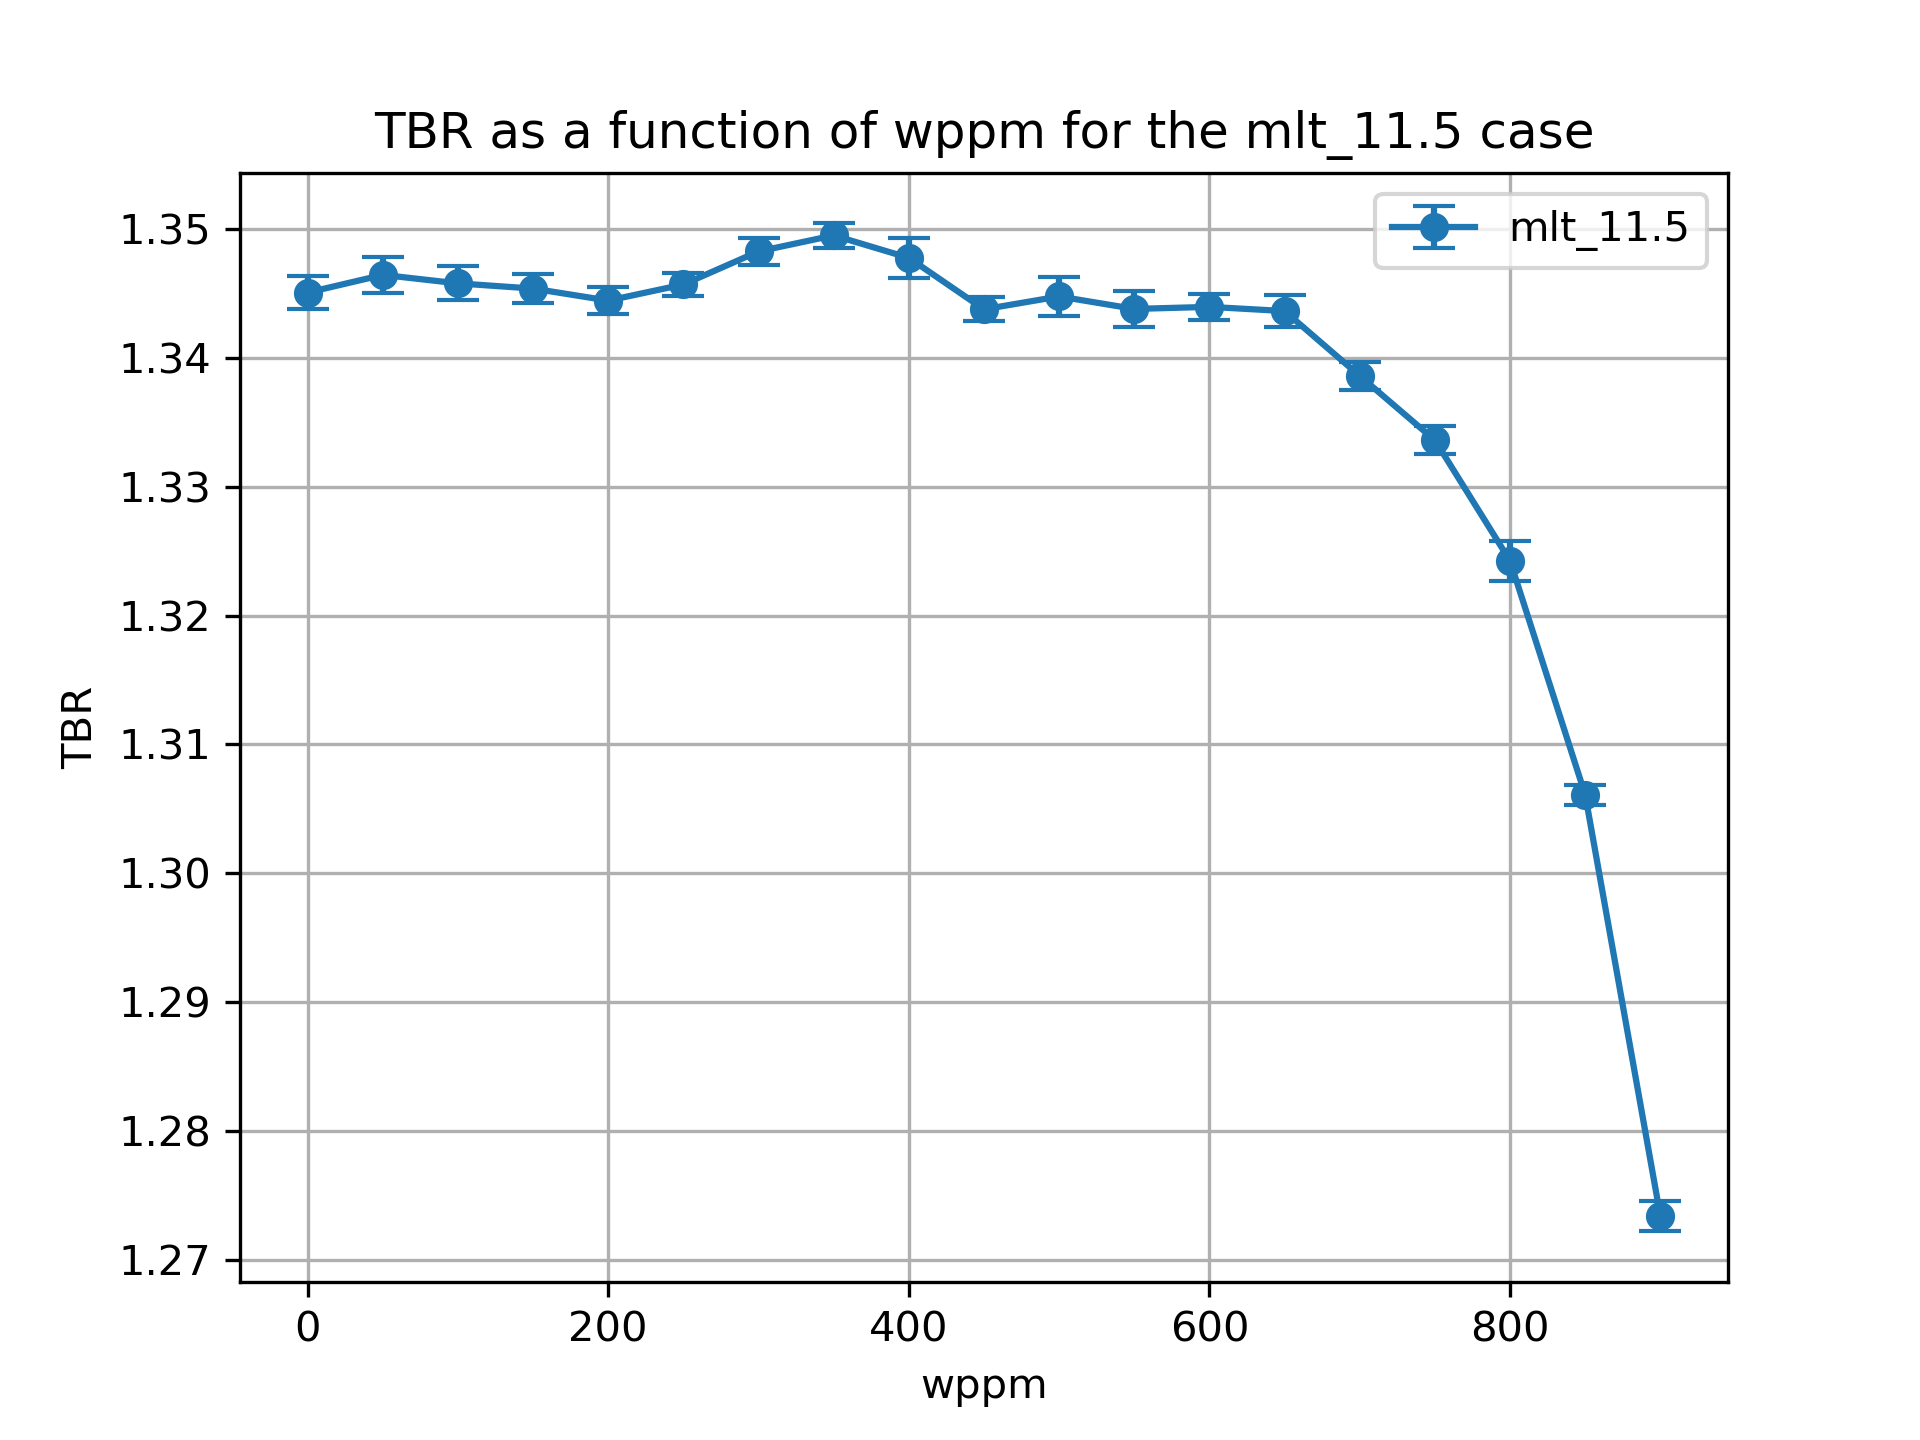 TBR as a function of wppm for the mlt_11.5 case
mlt_11.5
1.35
1.34
1.33
1.32
1.31
1.30
1.29
1.28
1.27
TBR
0 200 400 600 800
wppm